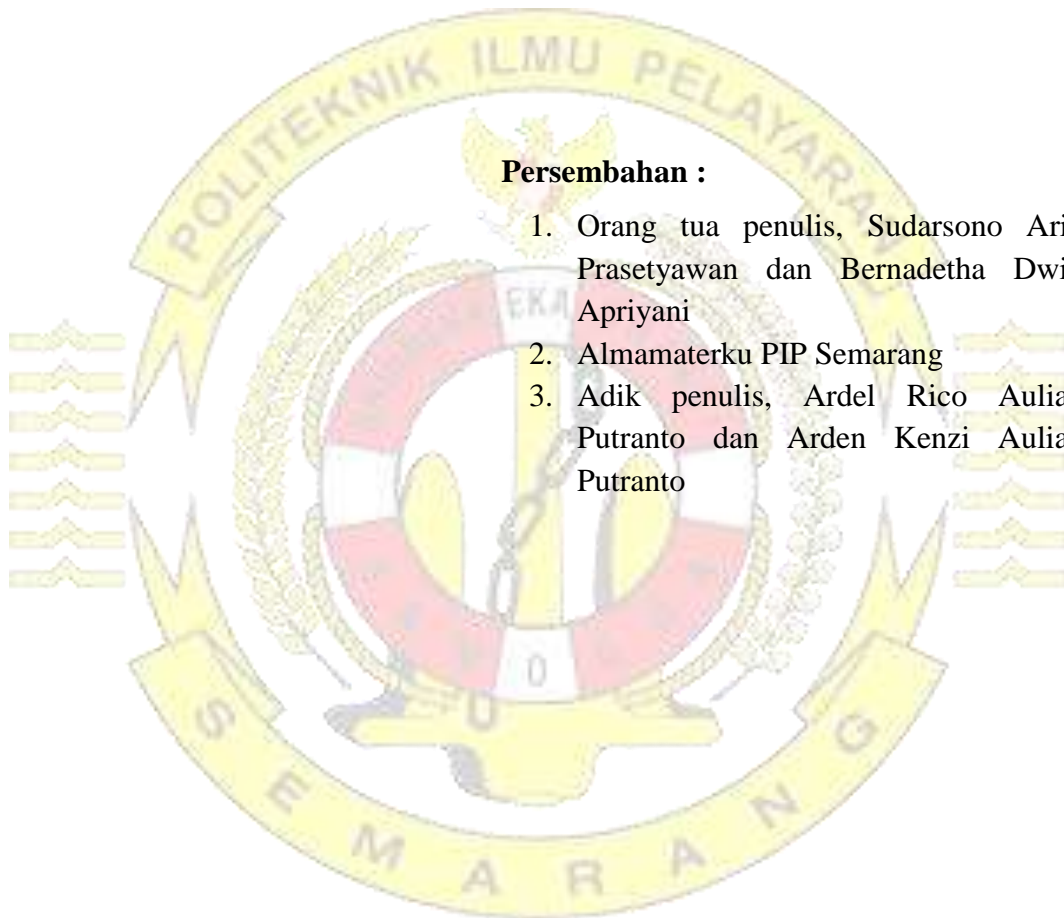 POLITEKNIK ILMU PELAYARAN
Persembahan :
1. Orang tua penulis, Sudarsono Ari
Prasetyawan dan Bernadetha Dwi
Apriyani
2. Almamaterku PIP Semarang
3. Adik penulis, Ardel Rico Aulia
Putranto dan Arden Kenzi Aulia
Putranto
EKA
SEMARANG